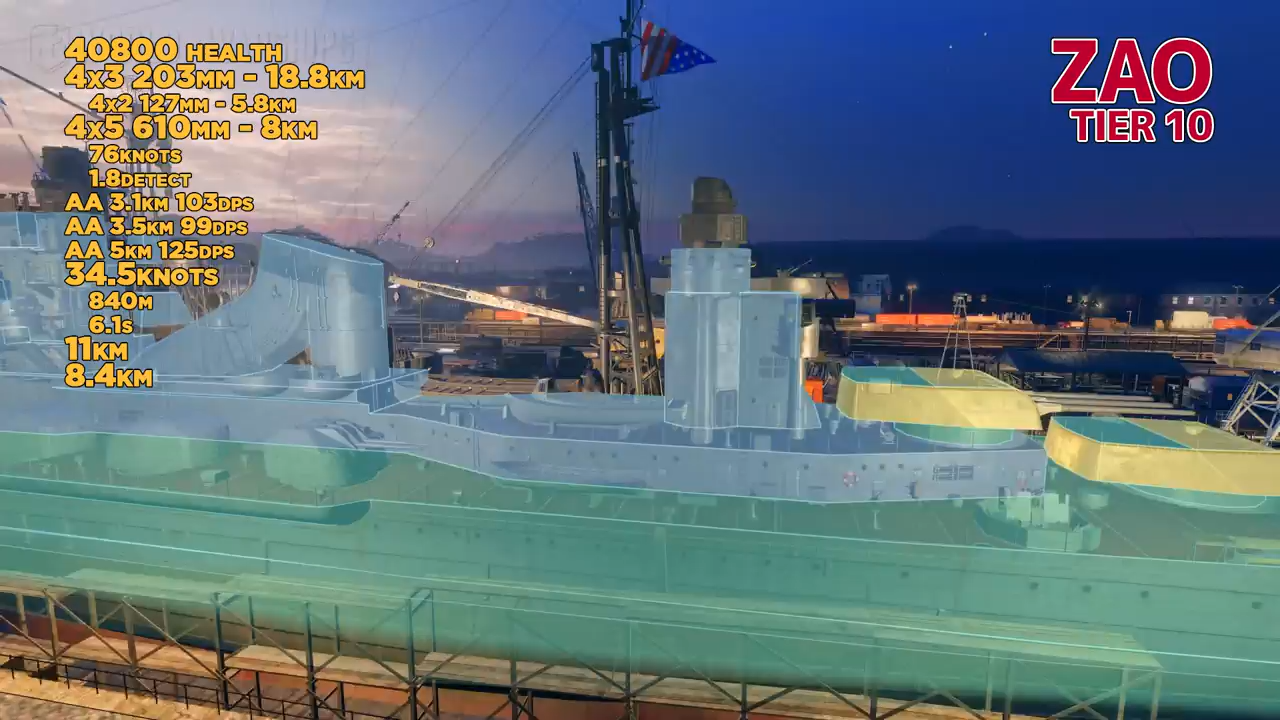 40800 HEALTH
4x3 203MM - 18.8KM
4x2 127MM - 5.8KM
4x5 610MM - 8KM
76KNOTS
1.8DETECT
AA 3.1KM 103DPS
AA 3.5KM 99DPS
AA 5KM 125DPS
34.5KNOTS
840M
6.1S
11KM
8.4KM
ZAO
TIER 10